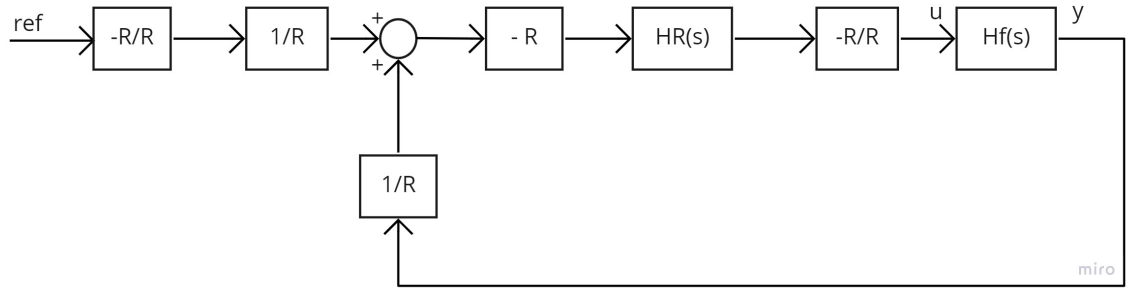 ref
-R/R
1/R
+
+
- R
HR(s)
-R/R
u
Hf(s)
y
1/R
miro